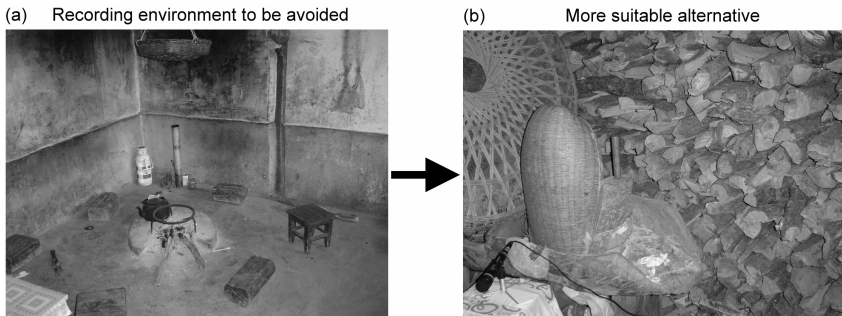 (a) Recording environment to be avoided
(b) More suitable alternative